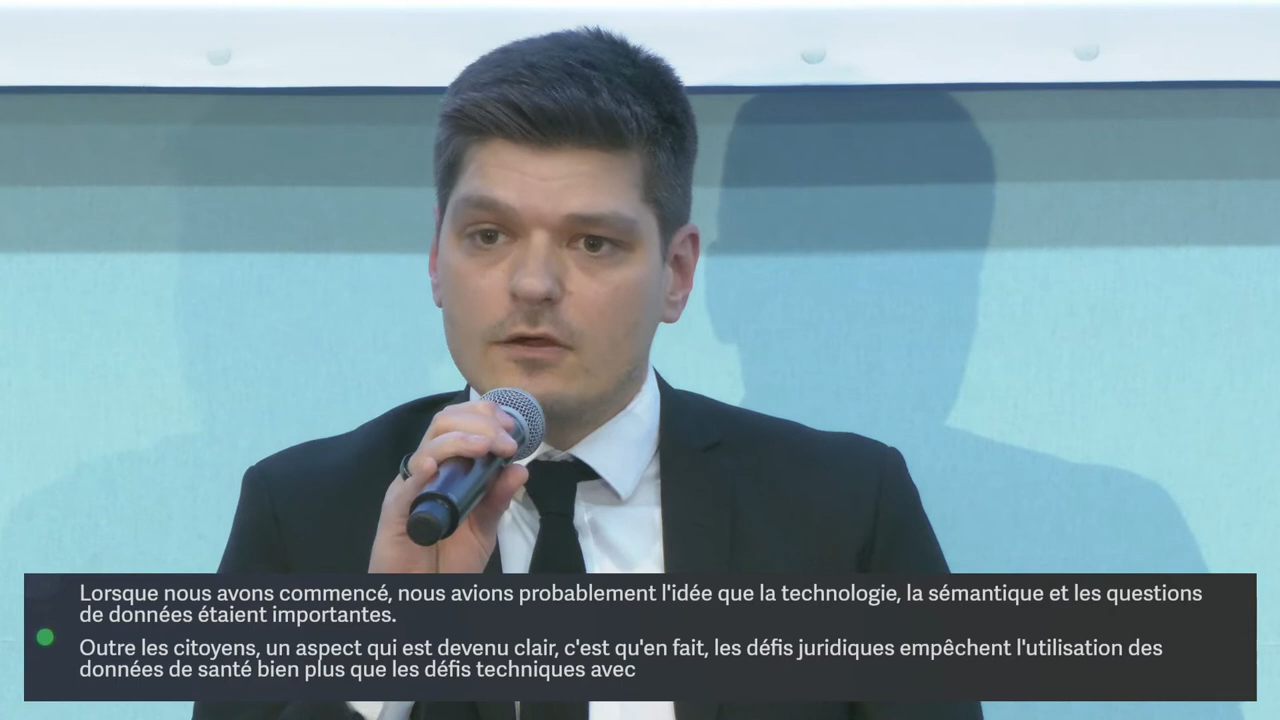 Lorsque nous avons commencé, nous avions probablement l'idée que la technologie, la sémantique et les questions
de données étaient importantes.
Outre les citoyens, un aspect qui est devenu clair, c'est qu'en fait, les défis juridiques empêchent l'utilisation des
données de santé bien plus que les défis techniques avec